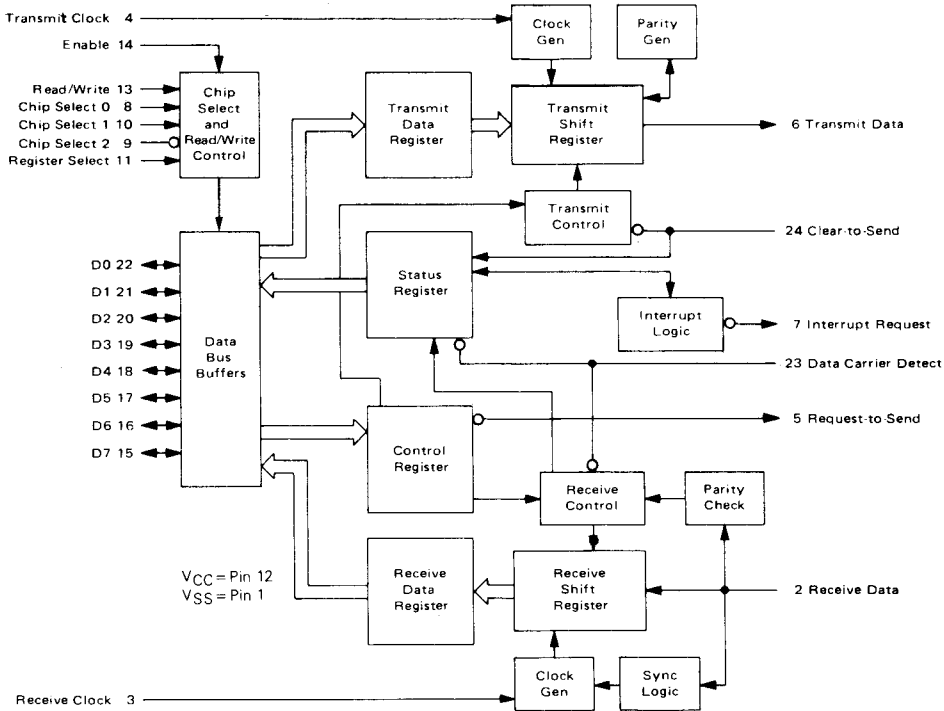 Transmit Clock 4
Clock
Gen
Parity
Gen
Enable 14
Read/Write 13
Chip Select 0 8
Chip Select 1 10
Chip Select 2 9
Register Select 11
Chip
Select
and
Read/Write
Control
Transmit
Data
Register
Transmit
Shift
Register
6 Transmit Data
Transmit
Control
24 Clear-to-Send
D0 22
D1 21
D2 20
D3 19
D4 18
D5 17
D6 16
D7 15
Data
Bus
Buffers
Status
Register
Interrupt
Logic
7 Interrupt Request
23 Data Carrier Detect
5 Request-to-Send
Control
Register
Receive
Control
Parity
Check
VCC = Pin 12
VSS = Pin 1
Receive
Data
Register
Receive
Shift
Register
2 Receive Data
Clock
Gen
Sync
Logic
Receive Clock 3